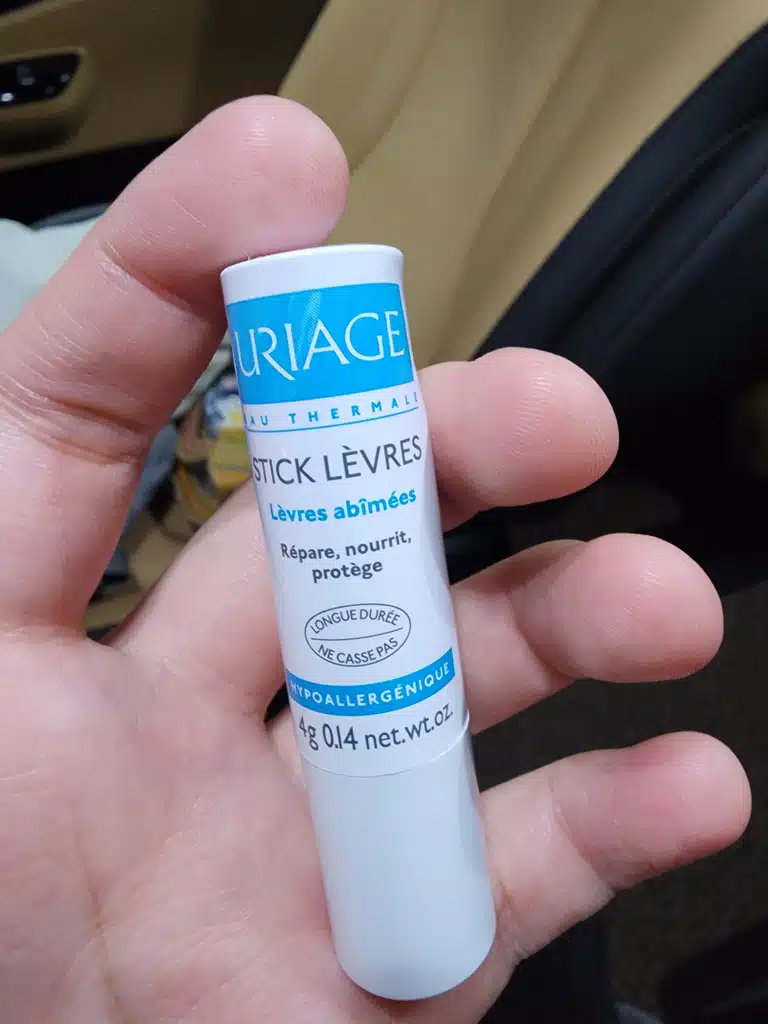 URIAGE
EAU THERMALE
STICK LÈVRES
Lèvres abîmées
Répare, nourrit,
protège
LONGUE DURÉE
NE CASSE PAS
HYPOALLERGÉNIQUE
4g 0.14 net.wt.oz.